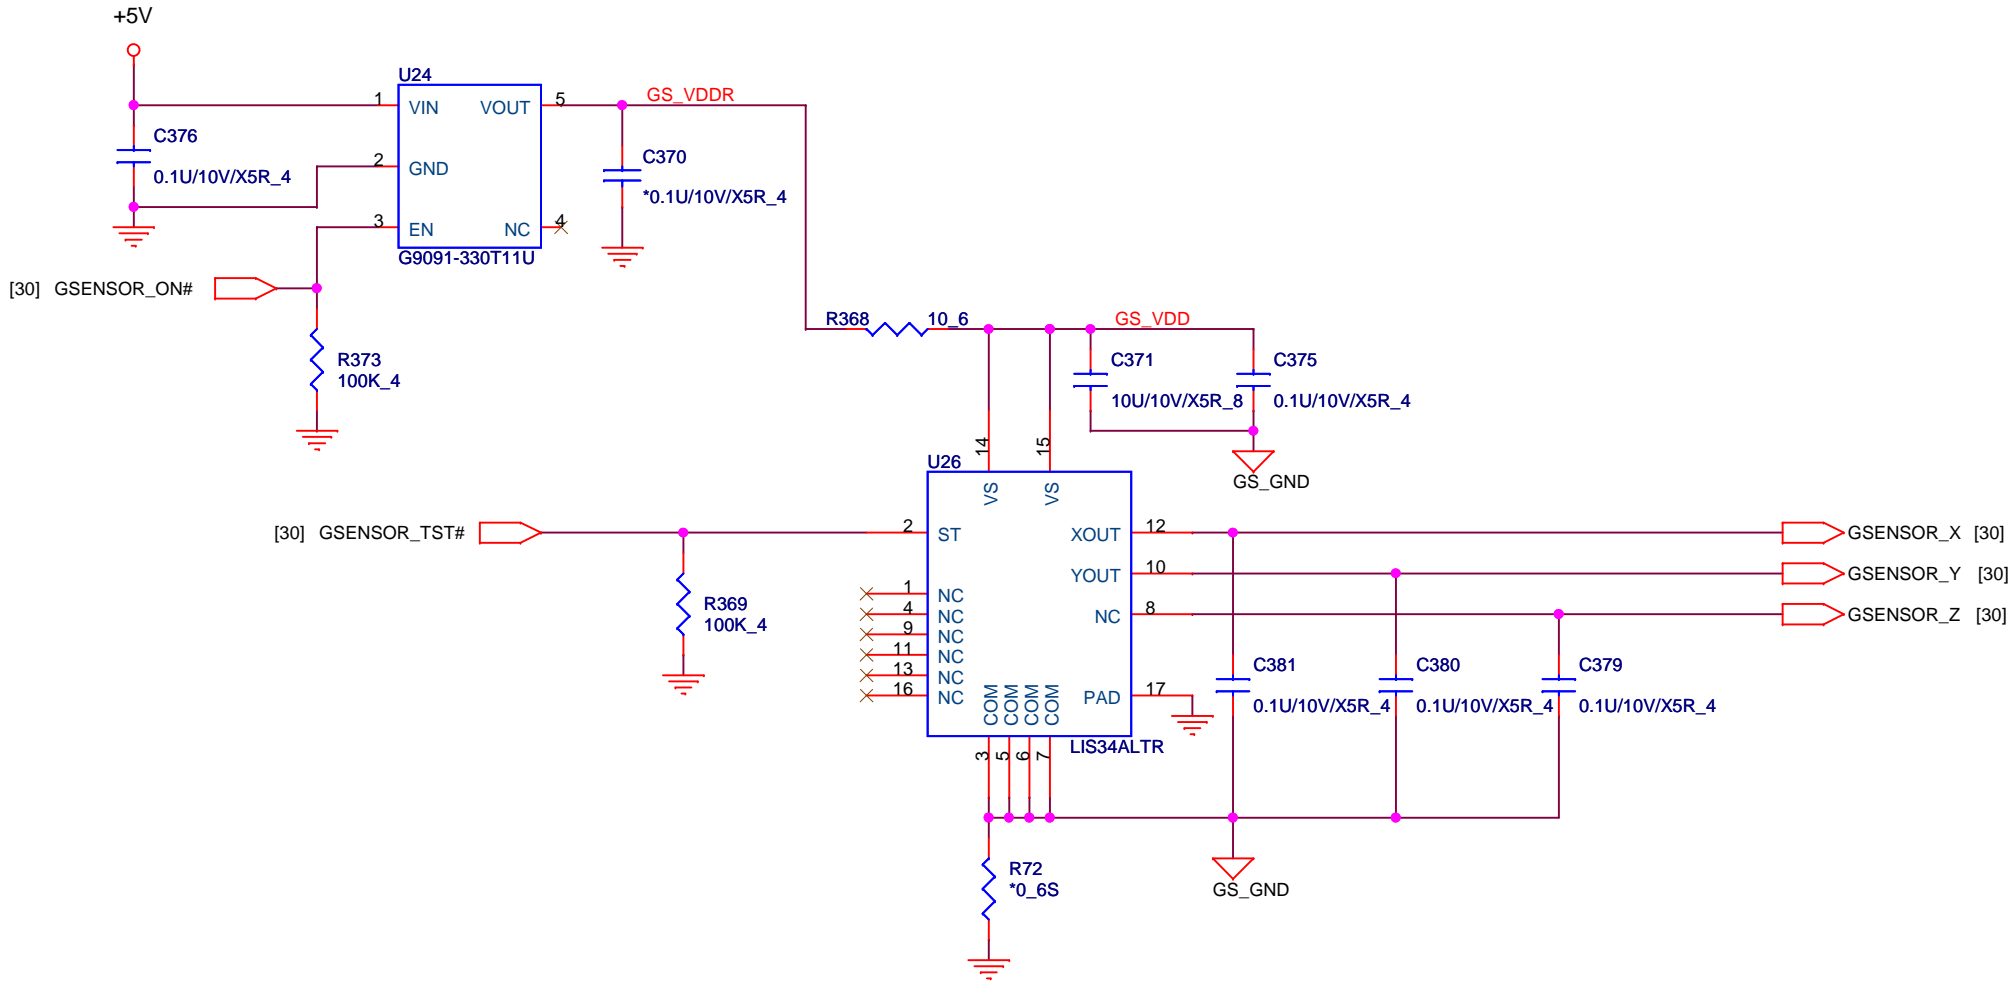 +5V
U24
1
VIN
VOUT
5
GS_VDDR
C376
0.1U/10V/X5R_4
2
GND
C370
*0.1U/10V/X5R_4
3
EN
NC
4
G9091-330T11U
[30] GSENSOR_ON#
R373
100K_4
R368
10_6
GS_VDD
C371
10U/10V/X5R_8
C375
0.1U/10V/X5R_4
GS_GND
14
15
U26
VS
VS
[30] GSENSOR_TST#
2
ST
XOUT
12
GSENSOR_X [30]
YOUT
10
GSENSOR_Y [30]
1
NC
4
NC
NC
8
GSENSOR_Z [30]
R369
100K_4
9
NC
11
NC
13
NC
16
NC
COM
COM
COM
COM
PAD
17
C381
0.1U/10V/X5R_4
C380
0.1U/10V/X5R_4
C379
0.1U/10V/X5R_4
LIS34ALTR
3
5
6
7
R72
*0_6S
GS_GND